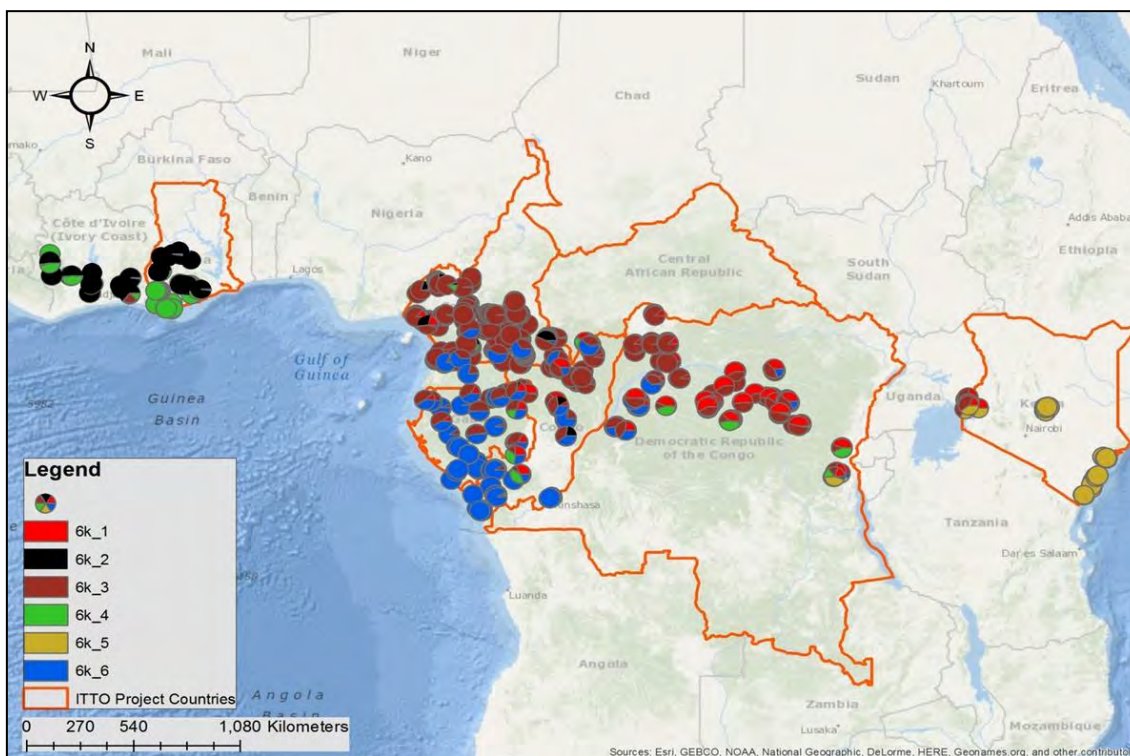 N
W
E
S
Mali
Niger
Chad
Sudan
Khartoum
Eritrea
Burkina Faso
Kano
Benin
Nigeria
Côte d'Ivoire
(Ivory Coast)
Lagos
Addis Ababa
Ethiopia
South
Sudan
Central
African Republic
Gulf of
Guinea
Guinea
Basin
Uganda
Nairobi
Democratic Republic
of the Congo
Tanzania
Dar es Salaam
Luanda
Angola
Zambia
Lusaka
Mozambique
Angola
Basin
Legend
6k_1
6k_2
6k_3
6k_4
6k_5
6k_6
ITTO Project Countries
0 270 540 1,080 Kilometers
Sources: Esri, GEBCO, NOAA, National Geographic, DeLorme, HERE, Geonames.org, and other contributo